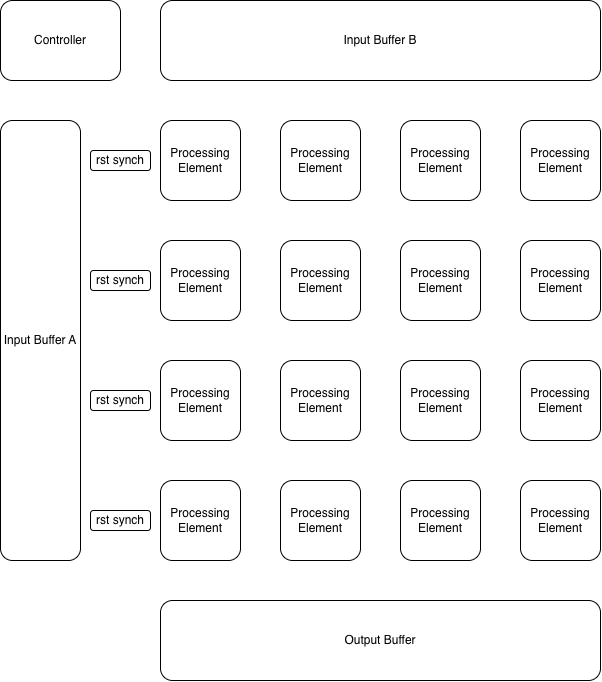 Controller
Input Buffer B
rst synch
Processing
Element
Processing
Element
Processing
Element
Processing
Element
rst synch
Processing
Element
Processing
Element
Processing
Element
Processing
Element
Input Buffer A
rst synch
Processing
Element
Processing
Element
Processing
Element
Processing
Element
rst synch
Processing
Element
Processing
Element
Processing
Element
Processing
Element
Output Buffer